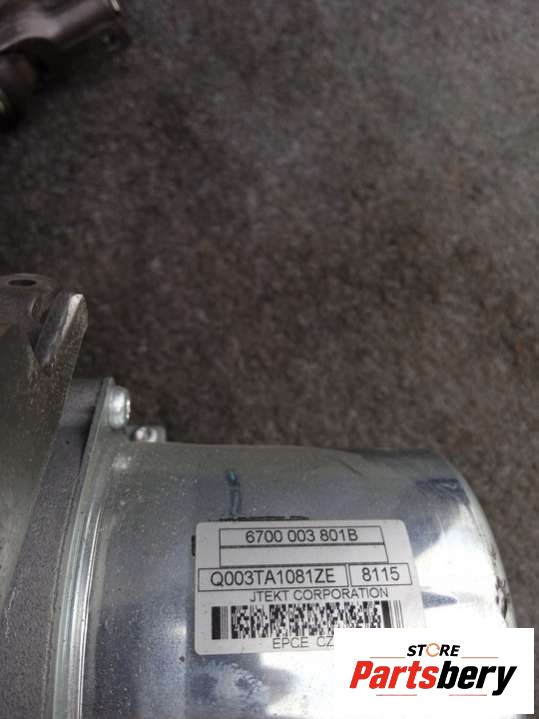 6700 003 801B
Q003TA1081ZE 8115
JTEKT CORPORATION
EPCE CZ
STORE
Partsbery